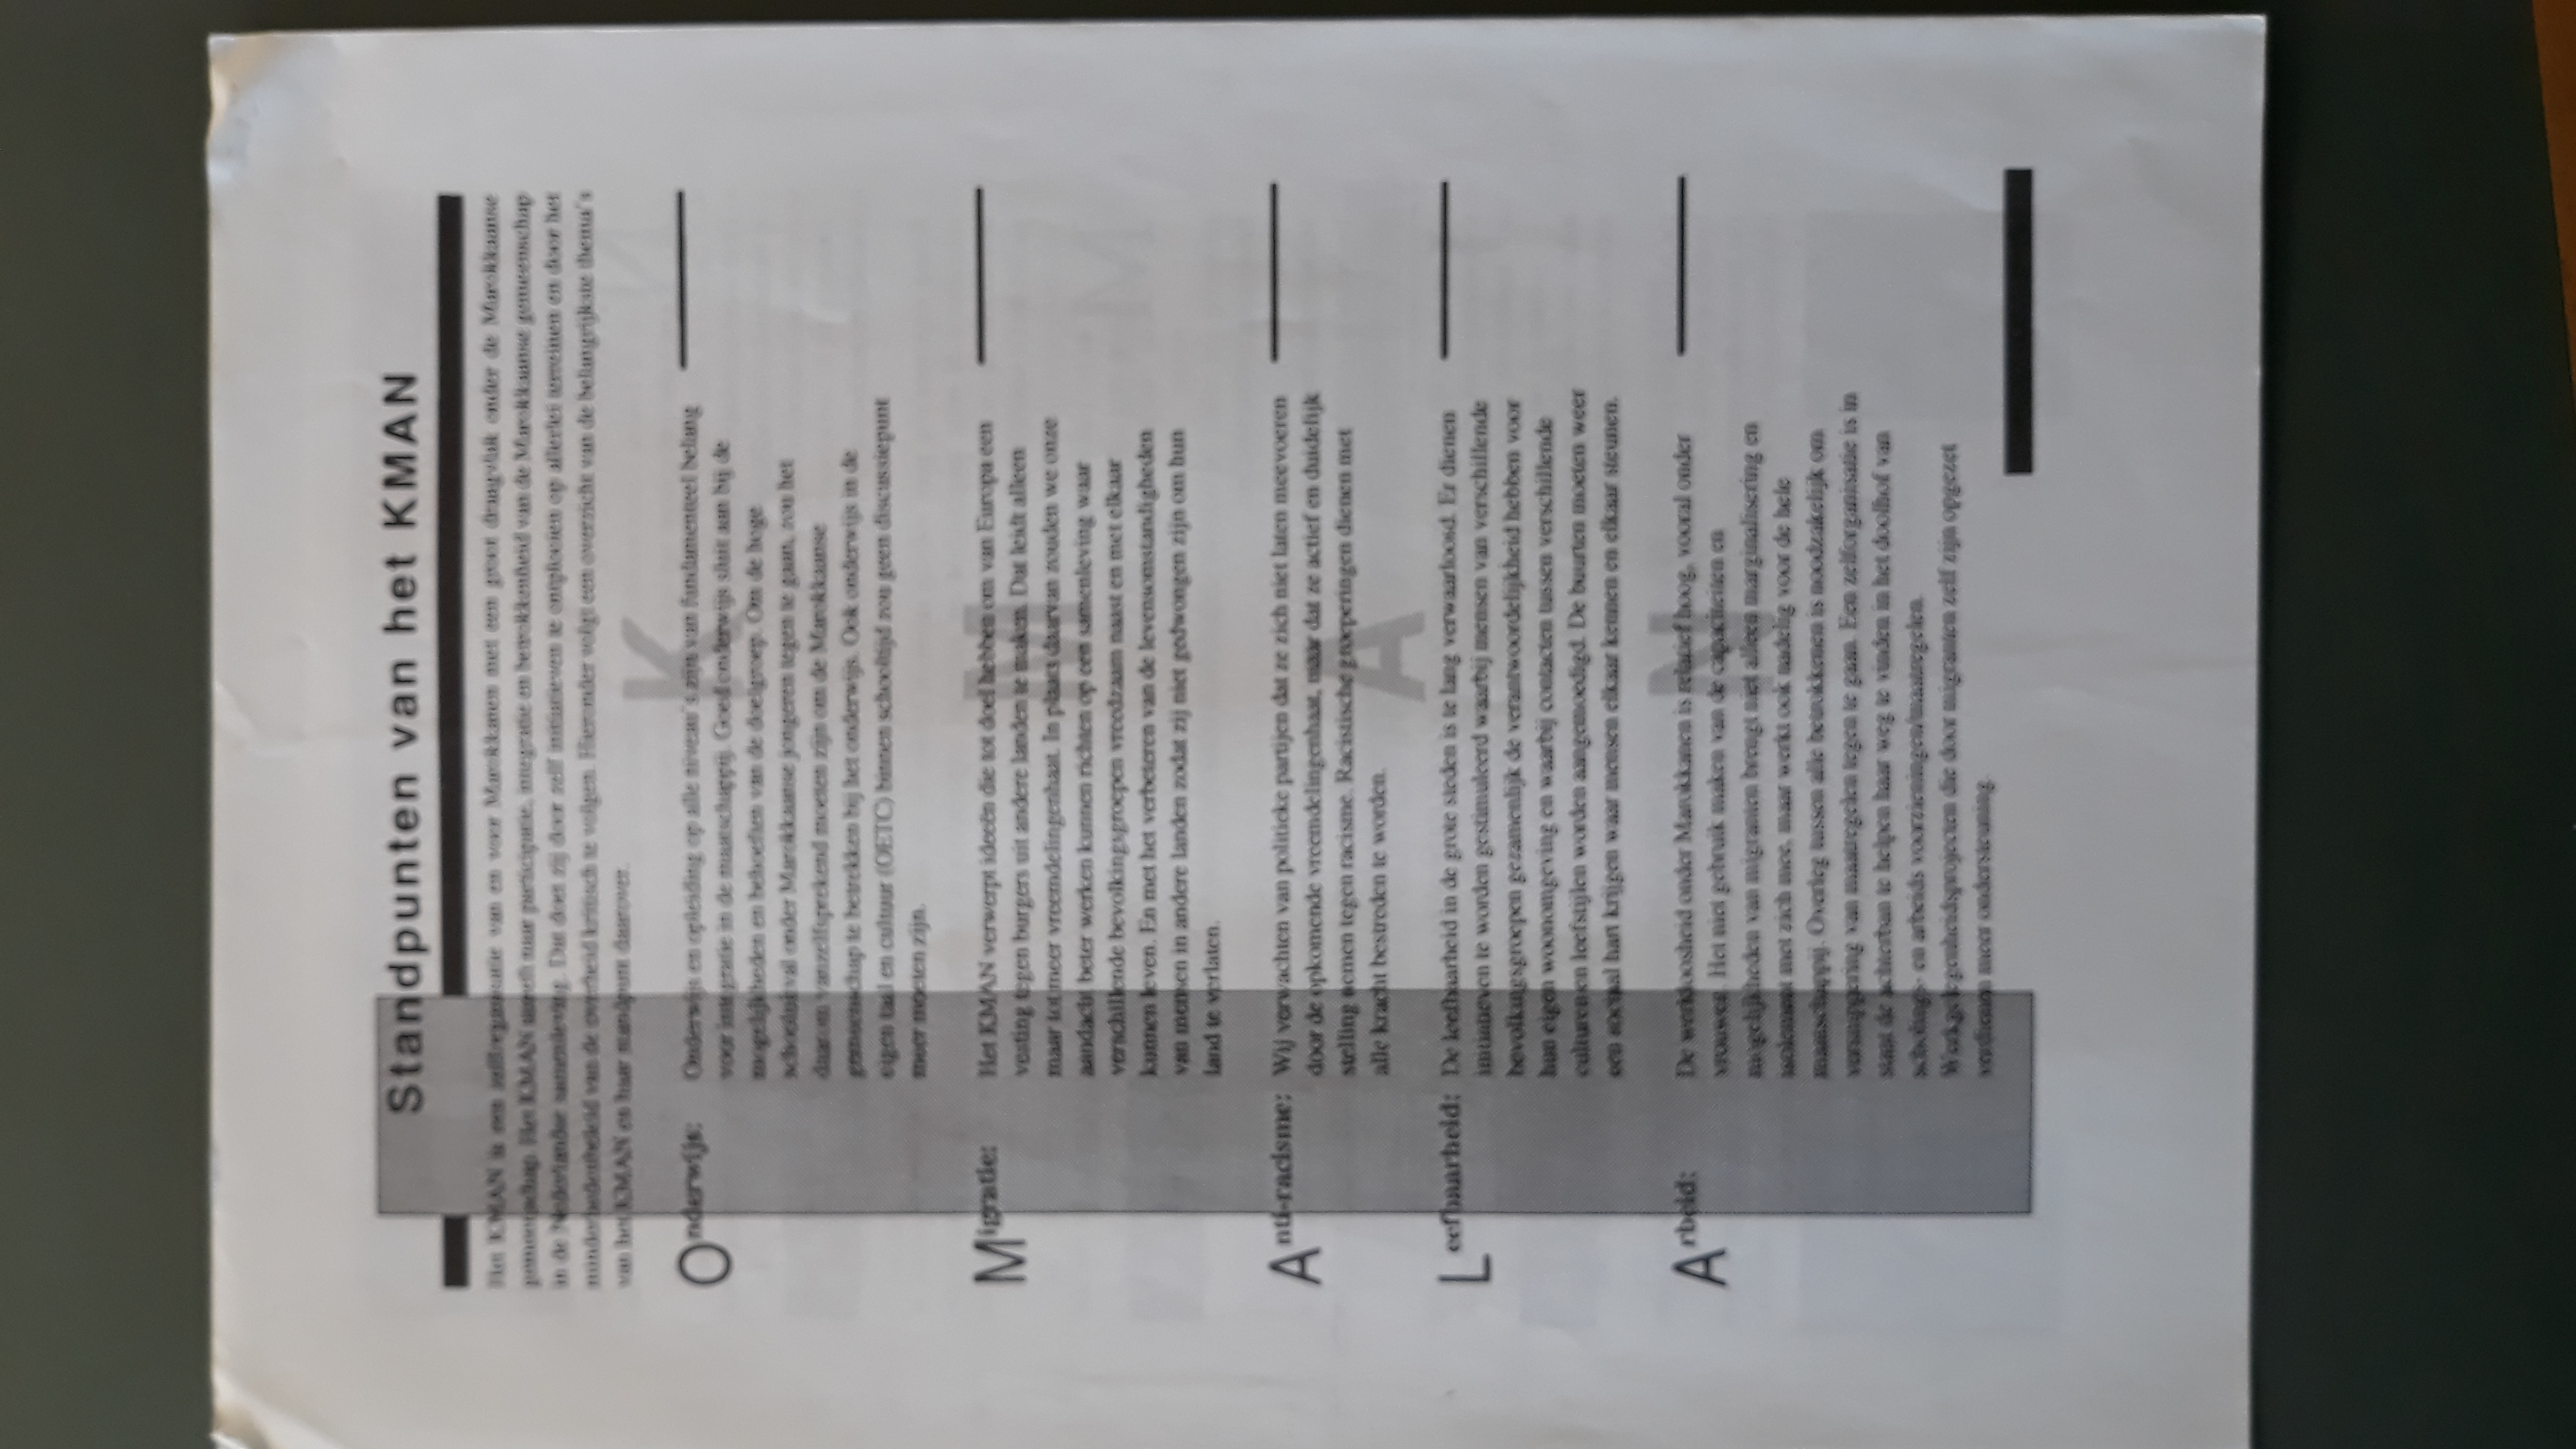 Standpunten van het KMAN
Het KMAN is een zelforganisatie van en voor Marokkanen met een groot draagvlak onder de Marokkaanse
gemeenschap. Het KMAN streeft naar participatie, integratie en betrokkenheid van de Marokkaanse gemeenschap
in de Nederlandse samenleving. Dat doet zij door zelf initiatieven te ontplooien op allerlei terreinen en door het
minderhedenbeleid van de overheid kritisch te volgen. Hieronder volgt een overzicht van de belangrijkste thema's
van het KMAN en haar standpunt daarover.
Onderwijs: Onderwijs en opleiding op alle niveau's zijn van fundamenteel belang
voor integratie in de maatschappij. Goed onderwijs sluit aan bij de
mogelijkheden en behoeften van de doelgroep. Om de hoge
schooluitval onder Marokkaanse jongeren tegen te gaan, zou het
daarom vanzelfsprekend moeten zijn om de Marokkaanse
gemeenschap te betrekken bij het onderwijs. Ook onderwijs in de
eigen taal en cultuur (OETC) binnen schooltijd zou geen discussiepunt
meer moeten zijn.
Migratie: Het KMAN verwerpt ideeën die tot doel hebben om van Europa een
vesting tegen burgers uit andere landen te maken. Dat leidt alleen
maar tot meer vreemdelingenhaat. In plaats daarvan zouden we onze
aandacht beter werken kunnen richten op een samenleving waar
verschillende bevolkingsgroepen vreedzaam naast en met elkaar
kunnen leven. En met het verbeteren van de levensomstandigheden
van mensen in andere landen zodat zij niet gedwongen zijn om hun
land te verlaten.
Anti-racisme: Wij verwachten van politieke partijen dat ze zich niet laten meevoeren
door de opkomende vreemdelingenhaat, maar dat ze actief en duidelijk
stelling nemen tegen racisme. Racistische groeperingen dienen met
alle kracht bestreden te worden.
Leefbaarheid: De leefbaarheid in de grote steden is te lang verwaarloosd. Er dienen
initiatieven te worden gestimuleerd waarbij mensen van verschillende
bevolkingsgroepen gezamenlijk de verantwoordelijkheid hebben voor
hun eigen woonomgeving en waarbij contacten tussen verschillende
culturen en leefstijlen worden aangemoedigd. De buurten moeten weer
een sociaal hart krijgen waar mensen elkaar kennen en elkaar steunen.
Arbeid: De werkloosheid onder Marokkanen is relatief hoog, vooral onder
vrouwen. Het niet gebruik maken van de capaciteiten en
mogelijkheden van migranten brengt niet alleen marginalisering en
isolement met zich mee, maar werkt ook nadelig voor de hele
maatschappij. Overleg tussen alle betrokkenen is noodzakelijk om
versnippering van maatregelen tegen te gaan. Een zelforganisatie is in
staat de achterban te helpen haar weg te vinden in het doolhof van
scholings- en arbeids voorzieningen/maatregelen.
Werkgelegenheidsprojecten die door migranten zelf zijn opgezet
verdienen meer ondersteuning.
K
M
A
N